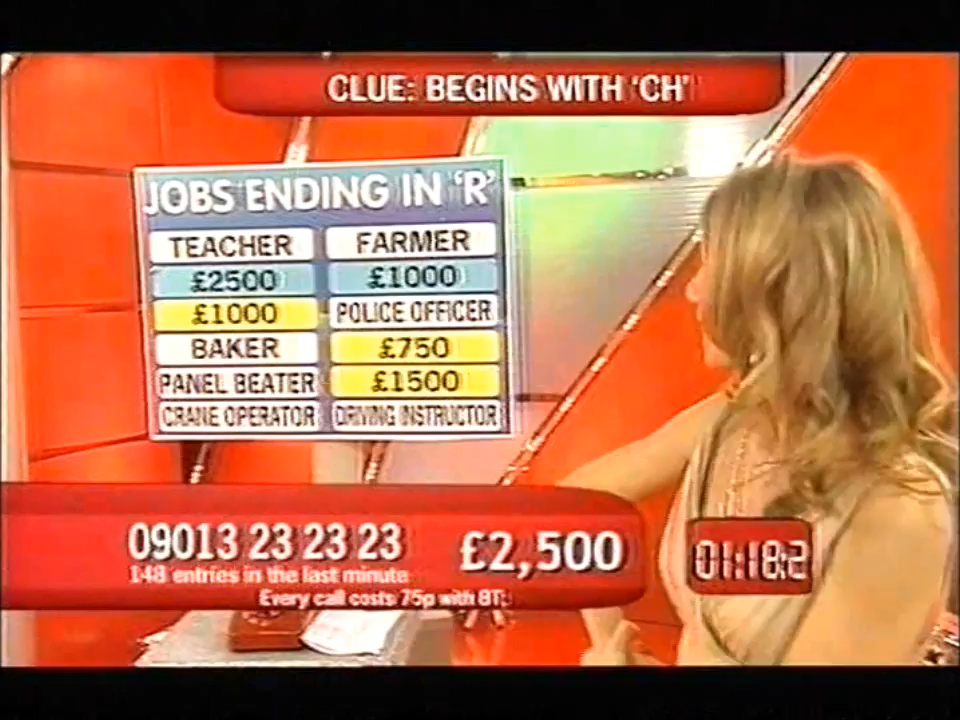 CLUE: BEGINS WITH 'CH'
JOBS ENDING IN 'R'
TEACHER FARMER
£2500 £1000
£1000 POLICE OFFICER
BAKER £750
PANEL BEATER £1500
CRANE OPERATOR DRIVING INSTRUCTOR
09013 23 23 23 £2,500 01:18:2
148 entries in the last minute
Every call costs 75p with BT;